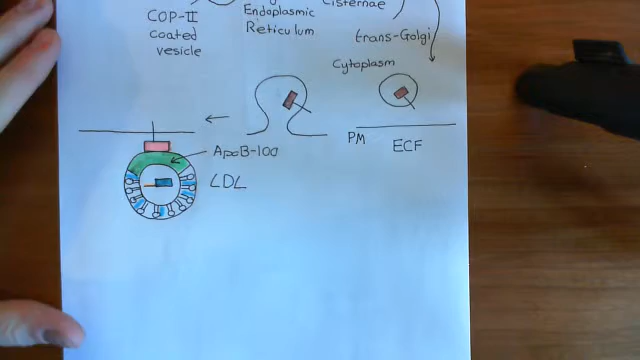 Cisternae
Endoplasmic
Reticulum
COP-II
coated
vesicle
trans-Golgi
Cytoplasm
PM
ECF
ApoB-100
LDL